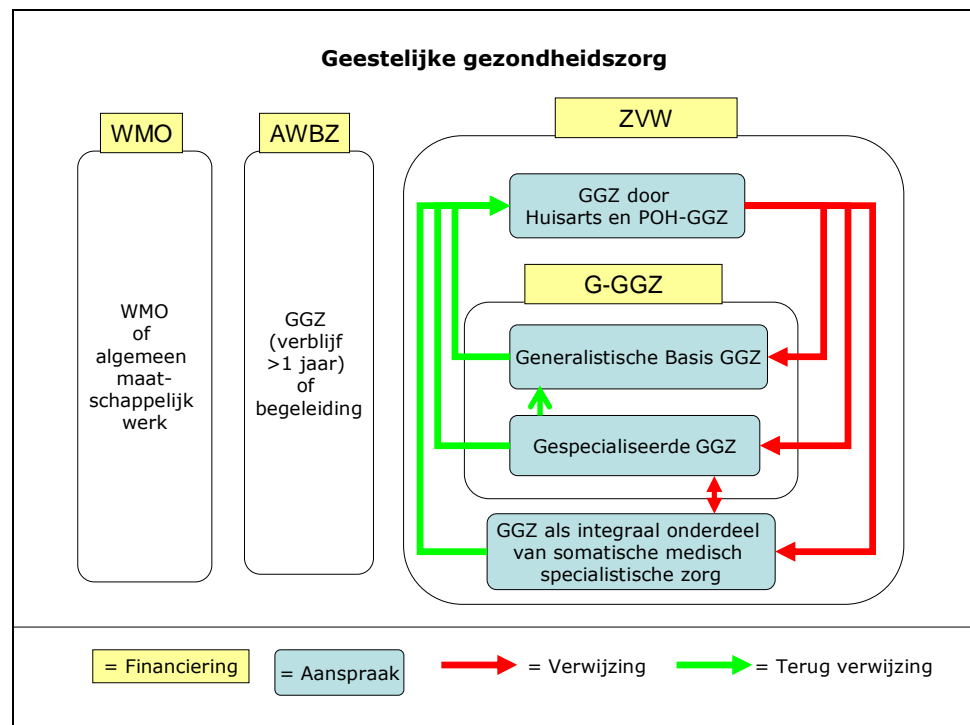 Geestelijke gezondheidszorg
WMO
WMO
of
algemeen
maat-
schappelijk
werk
AWBZ
GGZ
(verblijf
>1 jaar)
of
begeleiding
ZVW
GGZ door
Huisarts en POH-GGZ
G-GGZ
Generalistische Basis GGZ
Gespecialiseerde GGZ
GGZ als integraal onderdeel
van somatische medisch
specialistische zorg
= Financiering
= Aanspraak
= Verwijzing
= Terug verwijzing